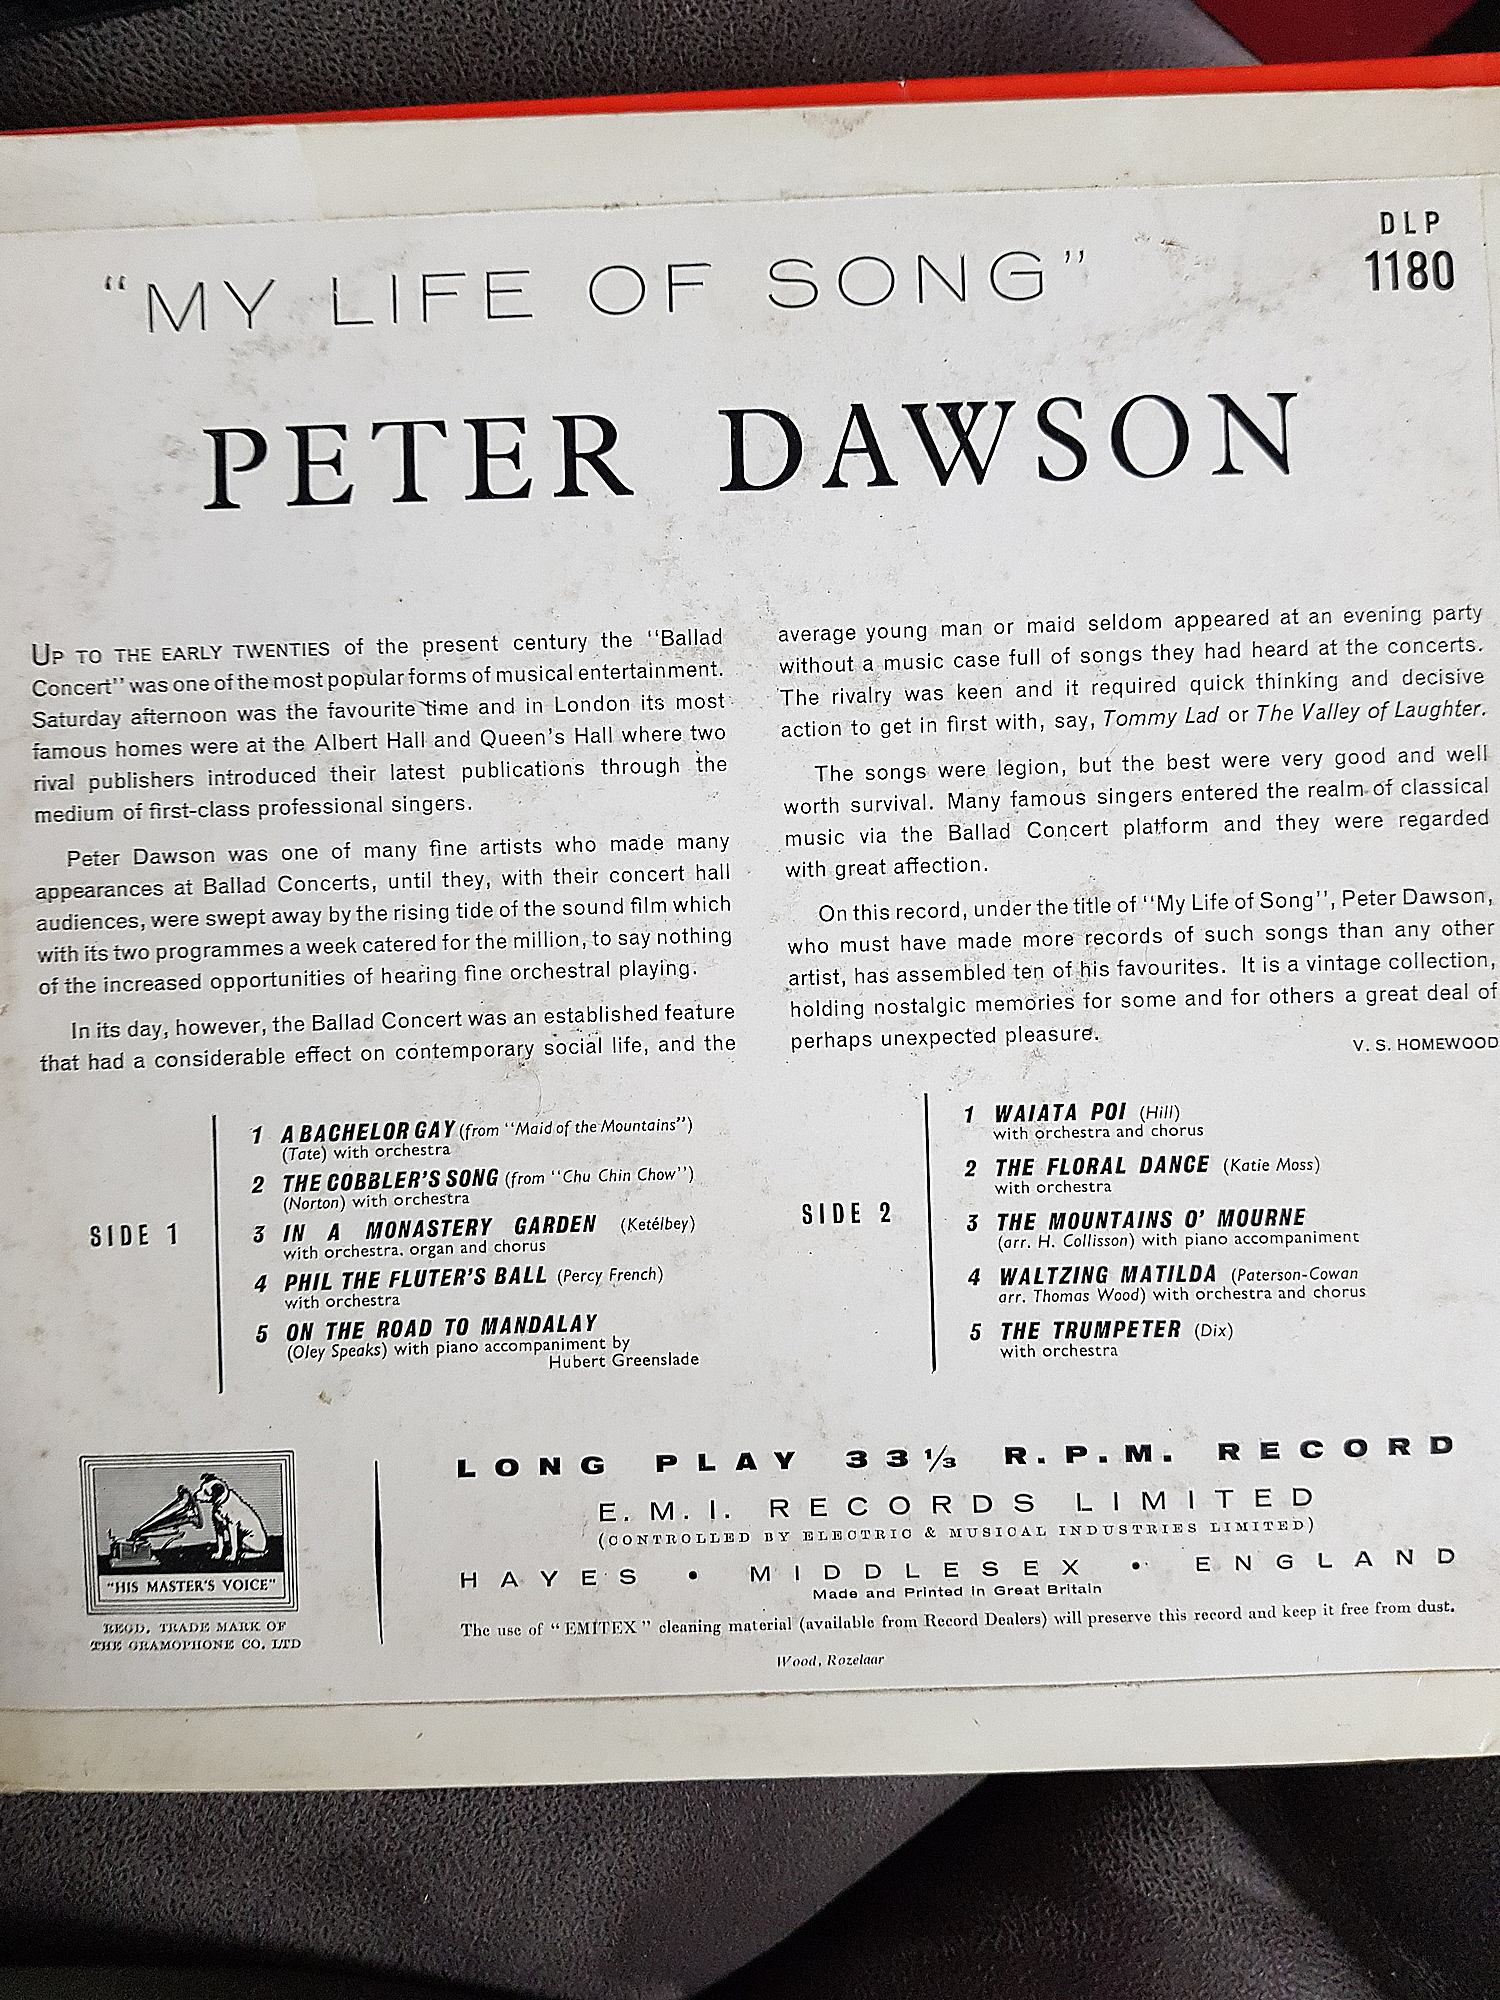 DLP
1180
“MY LIFE OF SONG”
PETER DAWSON
UP TO THE EARLY TWENTIES of the present century the “Ballad
Concert” was one of the most popular forms of musical entertainment.
Saturday afternoon was the favourite time and in London its most
famous homes were at the Albert Hall and Queen's Hall where two
rival publishers introduced their latest publications through the
medium of first-class professional singers.
Peter Dawson was one of many fine artists who made many
appearances at Ballad Concerts, until they, with their concert hall
audiences, were swept away by the rising tide of the sound film which
with its two programmes a week catered for the million, to say nothing
of the increased opportunities of hearing fine orchestral playing.
In its day, however, the Ballad Concert was an established feature
that had a considerable effect on contemporary social life, and the
average young man or maid seldom appeared at an evening party
without a music case full of songs they had heard at the concerts.
The rivalry was keen and it required quick thinking and decisive
action to get in first with, say, Tommy Lad or The Valley of Laughter.
The songs were legion, but the best were very good and well
worth survival. Many famous singers entered the realm of classical
music via the Ballad Concert platform and they were regarded
with great affection.
On this record, under the title of “My Life of Song”, Peter Dawson,
who must have made more records of such songs than any other
artist, has assembled ten of his favourites. It is a vintage collection,
holding nostalgic memories for some and for others a great deal of
perhaps unexpected pleasure.
V. S. HOMEWOOD
SIDE 1
1 A BACHELOR GAY (from “Maid of the Mountains”)
(Tate) with orchestra
2 THE COBBLER'S SONG (from “Chu Chin Chow”)
(Norton) with orchestra
3 IN A MONASTERY GARDEN (Ketélbey)
with orchestra, organ and chorus
4 PHIL THE FLUTER'S BALL (Percy French)
with orchestra
5 ON THE ROAD TO MANDALAY
(Oley Speaks) with piano accompaniment by
Hubert Greenslade
SIDE 2
1 WAIATA POI (Hill)
with orchestra and chorus
2 THE FLORAL DANCE (Katie Moss)
with orchestra
3 THE MOUNTAINS O' MOURNE
(arr. H. Collisson) with piano accompaniment
4 WALTZING MATILDA (Paterson-Cowan
arr. Thomas Wood) with orchestra and chorus
5 THE TRUMPETER (Dix)
with orchestra
“HIS MASTER'S VOICE”
REGD. TRADE MARK OF
THE GRAMOPHONE CO. LTD
LONG PLAY 33⅓ R.P.M. RECORD
E.M.I. RECORDS LIMITED
(CONTROLLED BY ELECTRIC & MUSICAL INDUSTRIES LIMITED)
HAYES • MIDDLESEX • ENGLAND
Made and Printed in Great Britain
The use of “EMITEX” cleaning material (available from Record Dealers) will preserve this record and keep it free from dust.
Wood, Rozelaar